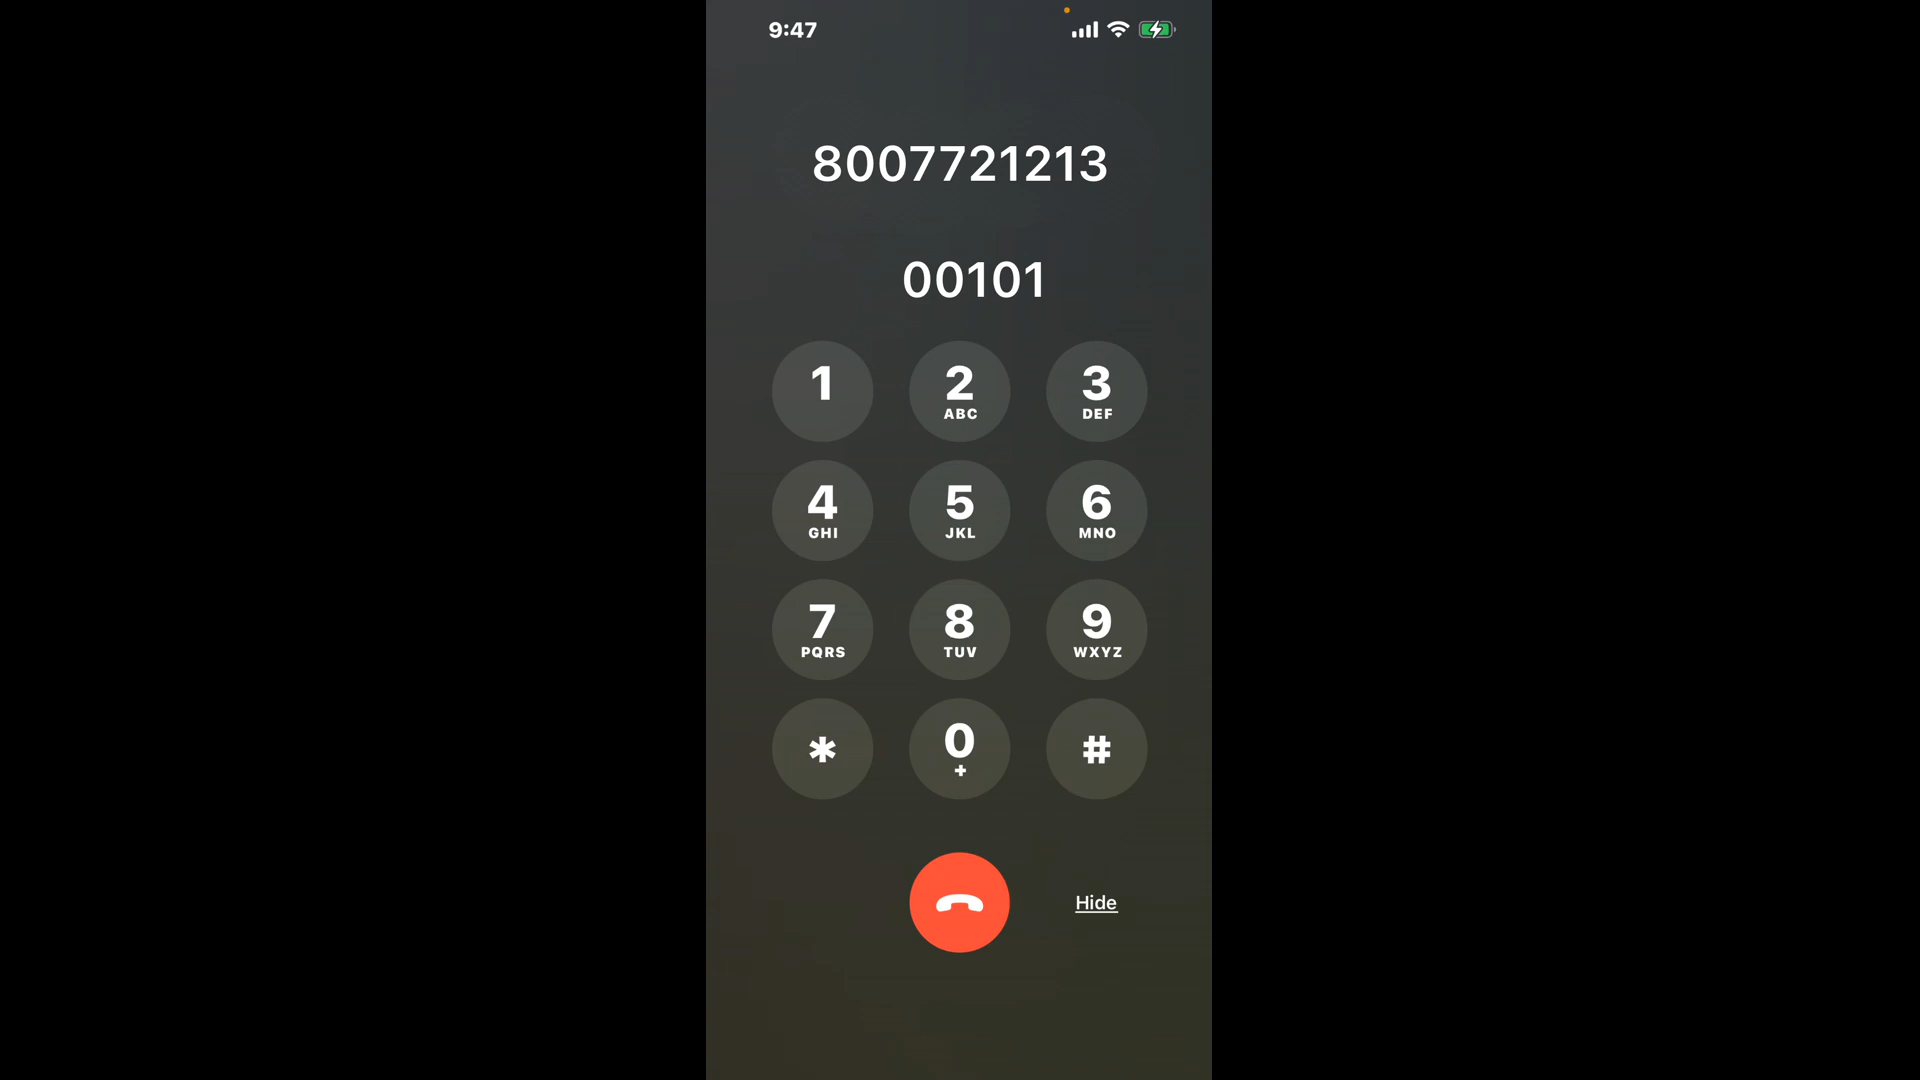 9:47
8007721213
00101
1 2 3
ABC DEF
4 5 6
GHI JKL MNO
7 8 9
PQRS TUV WXYZ
* 0 #
+
Hide